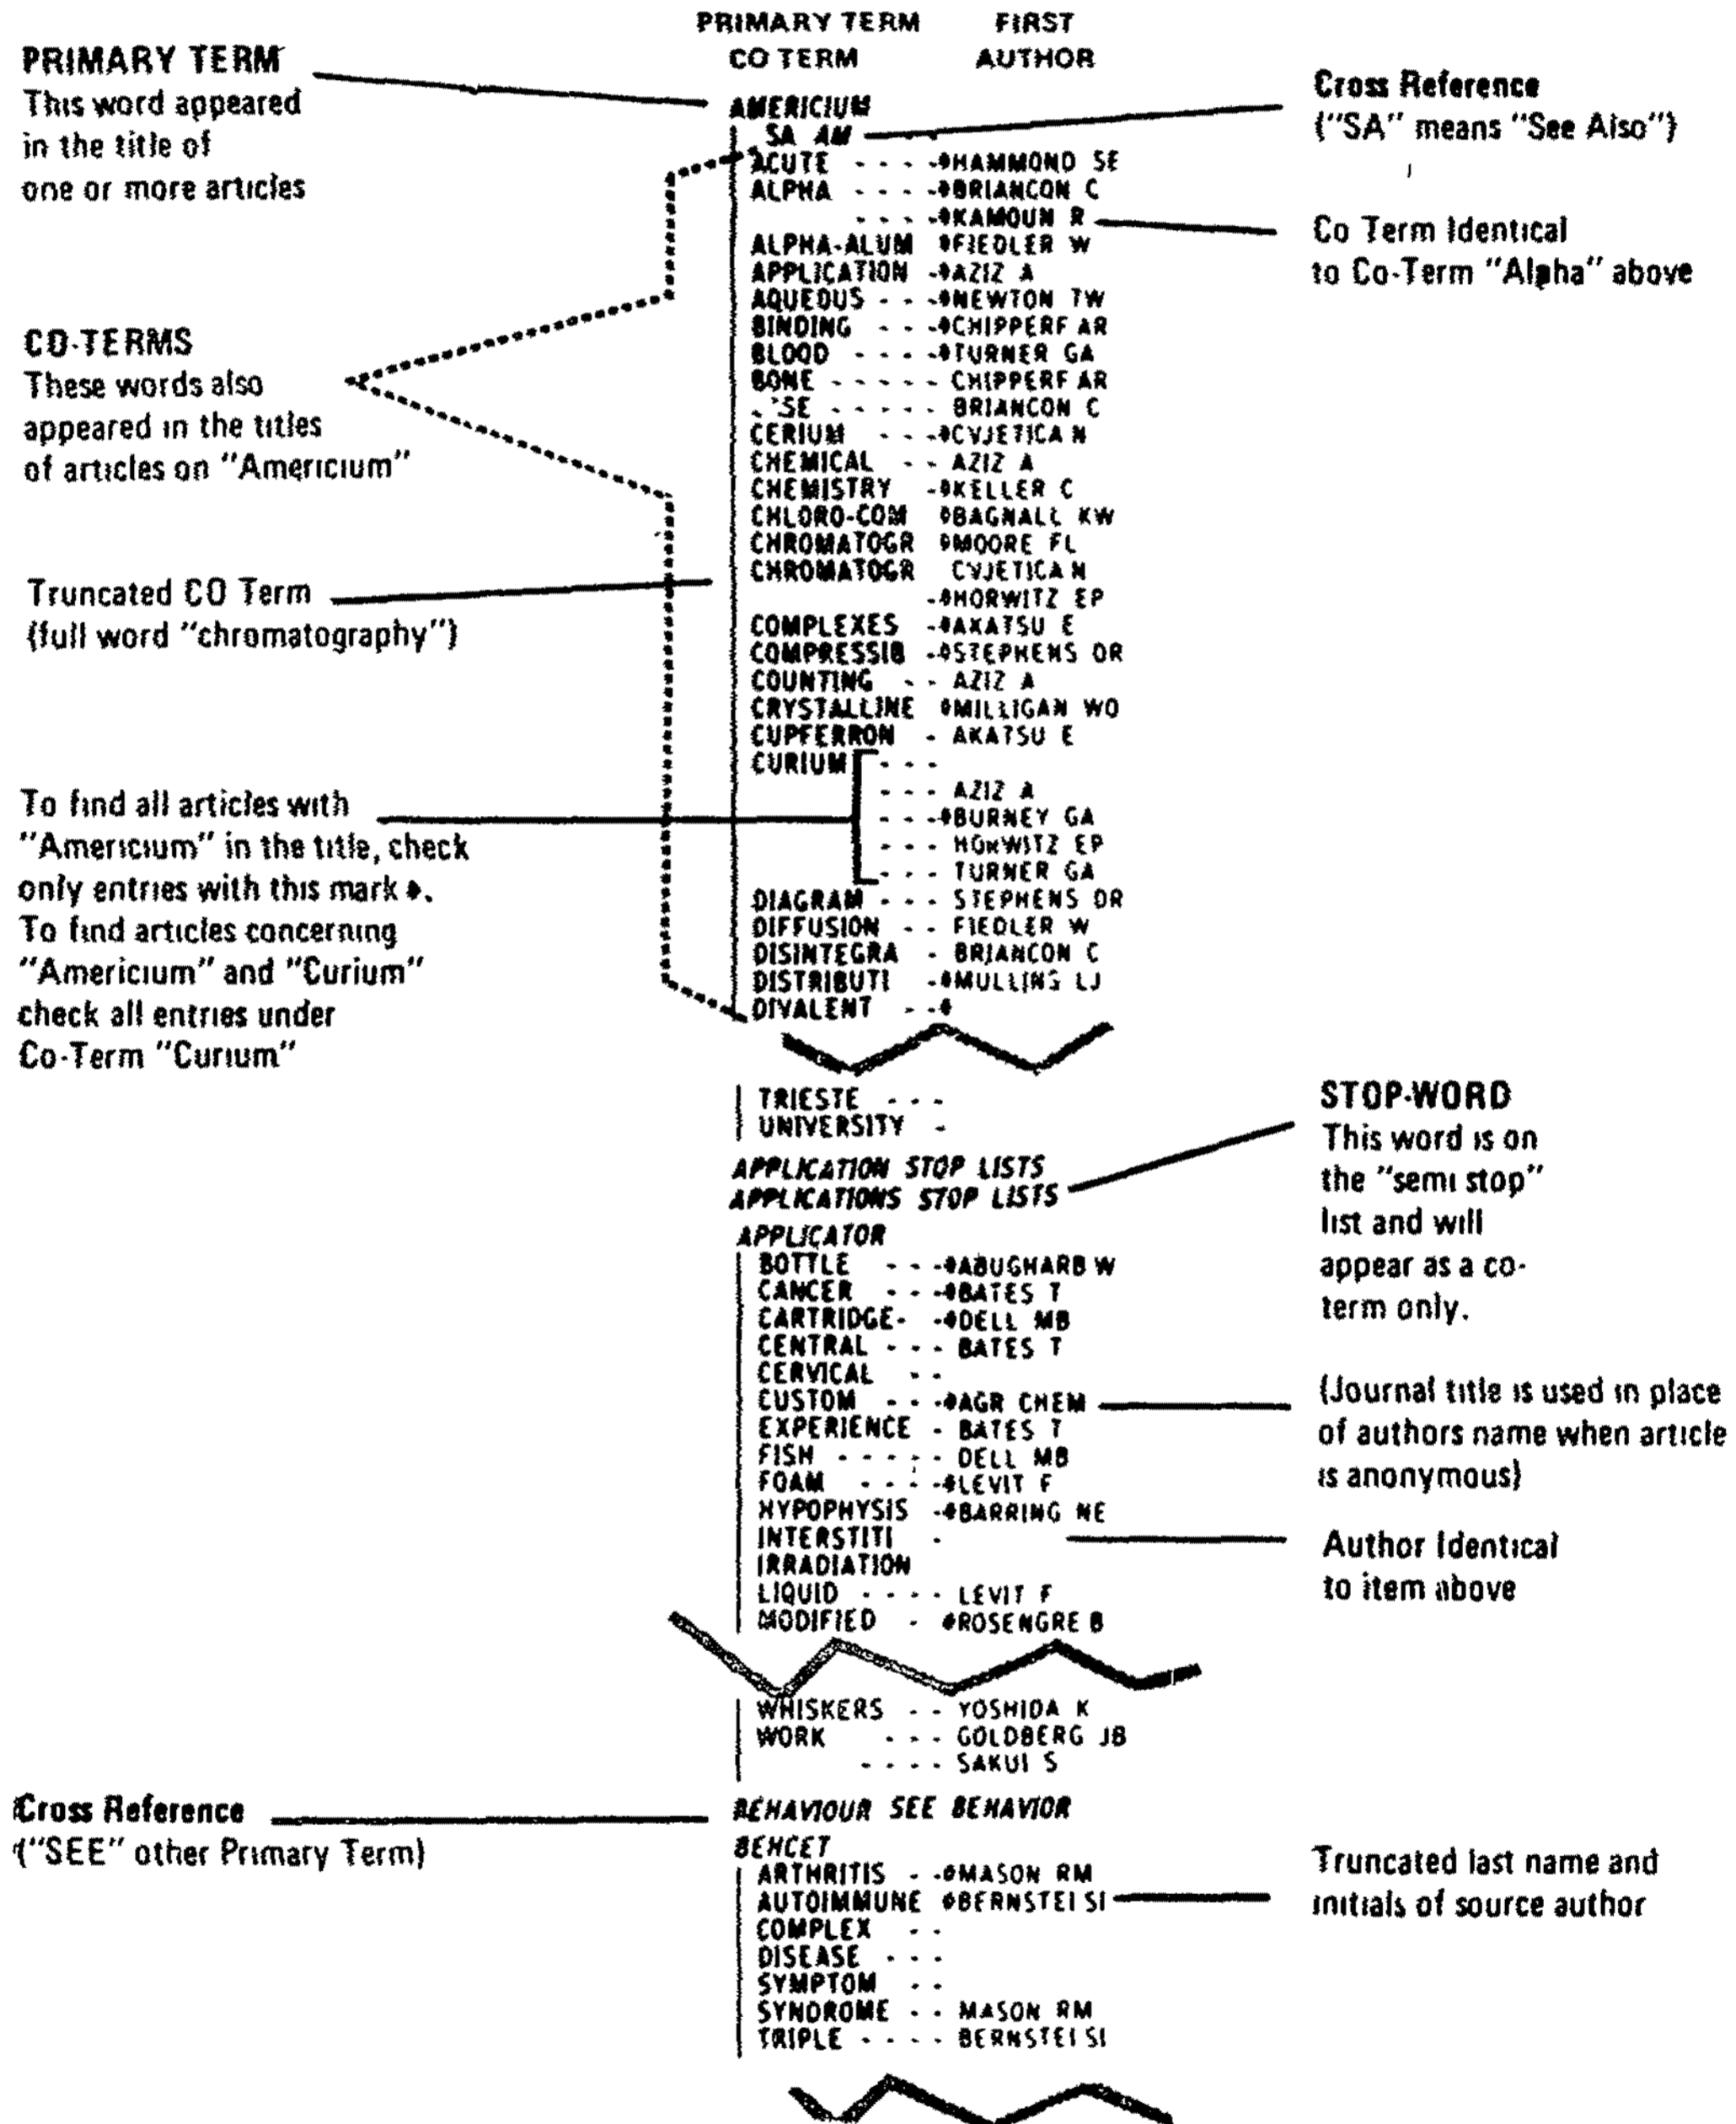 PRIMARY TERM FIRST
CO TERM AUTHOR
PRIMARY TERM
This word appeared
in the title of
one or more articles
CO-TERMS
These words also
appeared in the titles
of articles on "Americium"
Truncated CO Term
(full word "chromatography")
To find all articles with
"Americium" in the title, check
only entries with this mark ♦.
To find articles concerning
"Americium" and "Curium"
check all entries under
Co-Term "Curium"
AMERICIUM
SA AM
ACUTE - - - -♦HAMMOND SE
ALPHA - - - -♦BRIANCON C
- - - -♦KAMOUN R
ALPHA-ALUM ♦FIEDLER W
APPLICATION -♦AZIZ A
AQUEOUS - - -♦NEWTON TW
BINDING - - -♦CHIPPERF AR
BLOOD - - - -♦TURNER GA
BONE - - - - - CHIPPERF AR
- - - - - BRIANCON C
CERIUM - - -♦CVJETICA N
CHEMICAL - - AZIZ A
CHEMISTRY -♦KELLER C
CHLORO-COM ♦BAGNALL KW
CHROMATOGR ♦MOORE FL
CHROMATOGR CVJETICA N
-♦HORWITZ EP
COMPLEXES -♦AKATSU E
COMPRESSIB -♦STEPHENS DR
COUNTING - - AZIZ A
CRYSTALLINE ♦MILLIGAN WO
CUPFERRON - AKATSU E
CURIUM - - -
- - - AZIZ A
- - -♦BURNEY GA
- - - HORWITZ EP
- - - TURNER GA
DIAGRAM - - - STEPHENS DR
DIFFUSION - - FIEDLER W
DISINTEGRA - BRIANCON C
DISTRIBUTI -♦MULLINS LJ
DIVALENT - -♦
TRIESTE - - -
UNIVERSITY -
APPLICATION STOP LISTS
APPLICATIONS STOP LISTS
APPLICATOR
BOTTLE - - -♦ABUGHARB W
CANCER - - -♦BATES T
CARTRIDGE- -♦DELL MB
CENTRAL - - - BATES T
CERVICAL - -
CUSTOM - - -♦AGR CHEM
EXPERIENCE - BATES T
FISH - - - - - DELL MB
FOAM - - - -♦LEVIT F
HYPOPHYSIS -♦BARRING NE
INTERSTITI -
IRRADIATION
LIQUID - - - - LEVIT F
MODIFIED - ♦ROSENGRE B
WHISKERS - - YOSHIDA K
WORK - - - GOLDBERG JB
- - - - SAKUI S
BEHAVIOUR SEE BEHAVIOR
BEHCET
ARTHRITIS - -♦MASON RM
AUTOIMMUNE ♦BERNSTEI SI
COMPLEX - -
DISEASE - - -
SYMPTOM - -
SYNDROME - - MASON RM
TRIPLE - - - - BERNSTEI SI
Cross Reference
("SEE" other Primary Term)
Cross Reference
("SA" means "See Also")
Co Term Identical
to Co-Term "Alpha" above
STOP-WORD
This word is on
the "semi stop"
list and will
appear as a co-
term only.
(Journal title is used in place
of authors name when article
is anonymous)
Author Identical
to item above
Truncated last name and
initials of source author